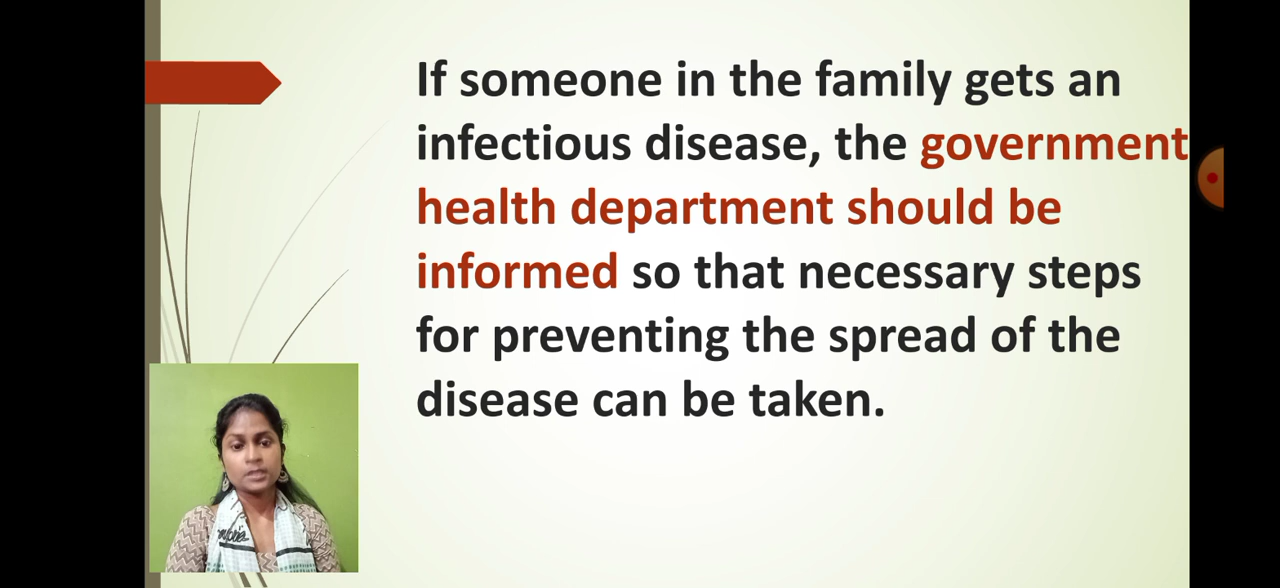 If someone in the family gets an
infectious disease, the government
health department should be
informed so that necessary steps
for preventing the spread of the
disease can be taken.